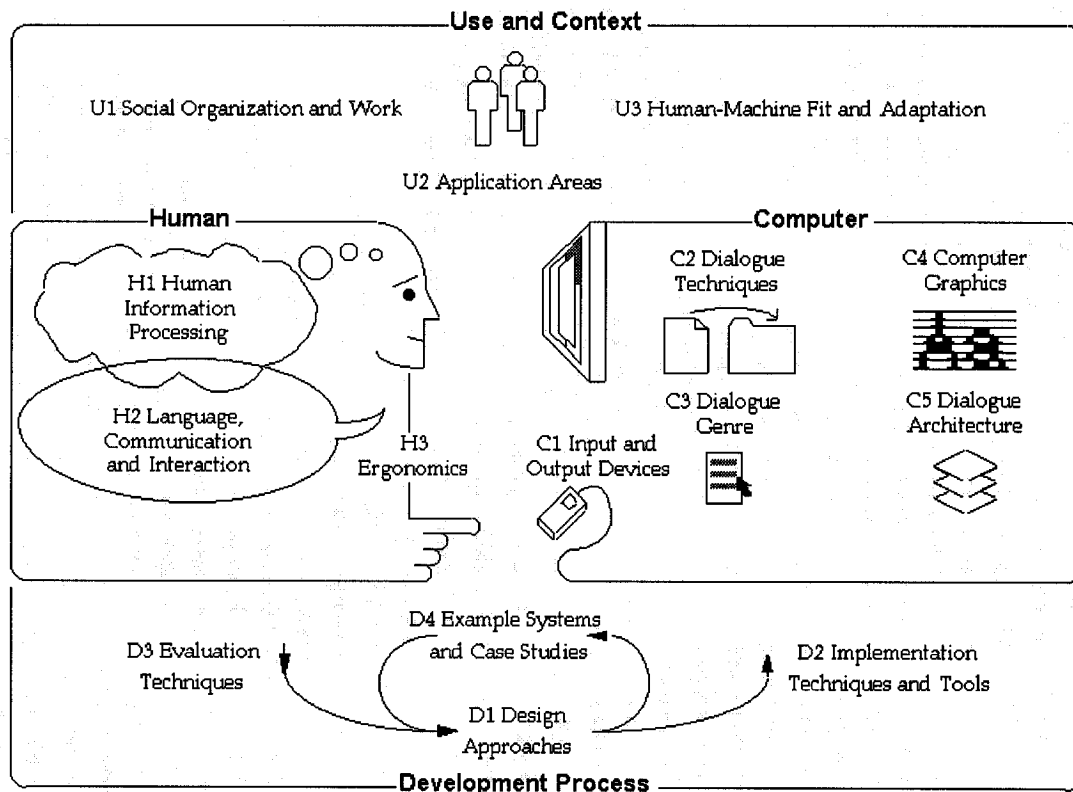 Use and Context
U1 Social Organization and Work
U3 Human-Machine Fit and Adaptation
U2 Application Areas
Human
H1 Human
Information
Processing
H2 Language,
Communication
and Interaction
H3
Ergonomics
Computer
C1 Input and
Output Devices
C2 Dialogue
Techniques
C3 Dialogue
Genre
C4 Computer
Graphics
C5 Dialogue
Architecture
D3 Evaluation
Techniques
D4 Example Systems
and Case Studies
D1 Design
Approaches
D2 Implementation
Techniques and Tools
Development Process